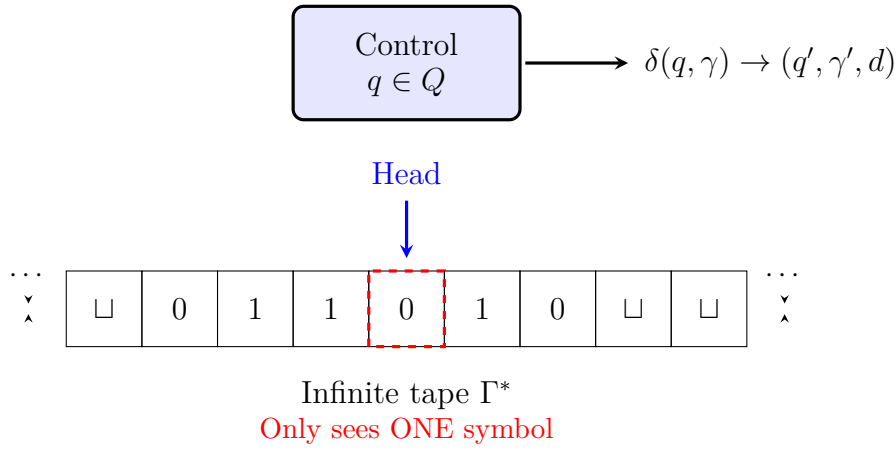 Control
q ∈ Q
δ(q, γ) → (q′, γ′, d)
Head
··· ⊔ 0 1 1 0 1 0 ⊔ ⊔ ···
Infinite tape Γ*
Only sees ONE symbol